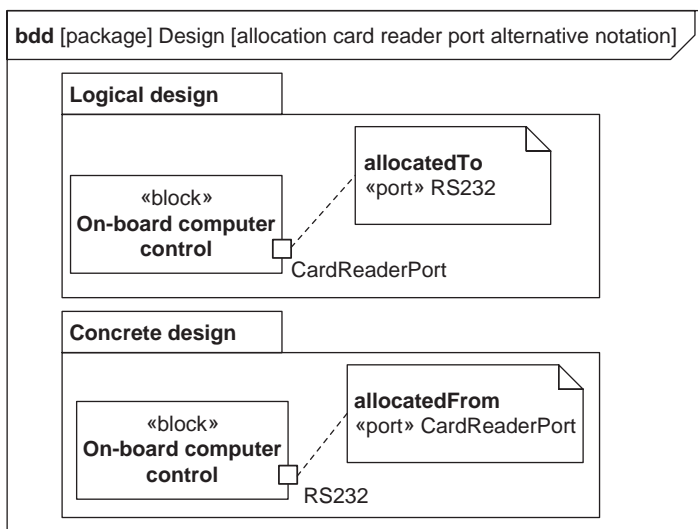 bdd [package] Design [allocation card reader port alternative notation]
Logical design
allocatedTo
«port» RS232
«block»
On-board computer
control
CardReaderPort
Concrete design
allocatedFrom
«port» CardReaderPort
«block»
On-board computer
control
RS232